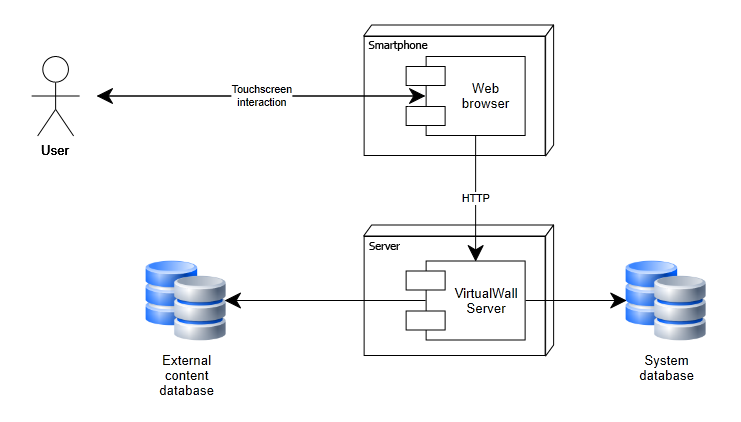 Smartphone
Touchscreen
interaction
Web
browser
User
HTTP
Server
VirtualWall
Server
External
content
database
System
database